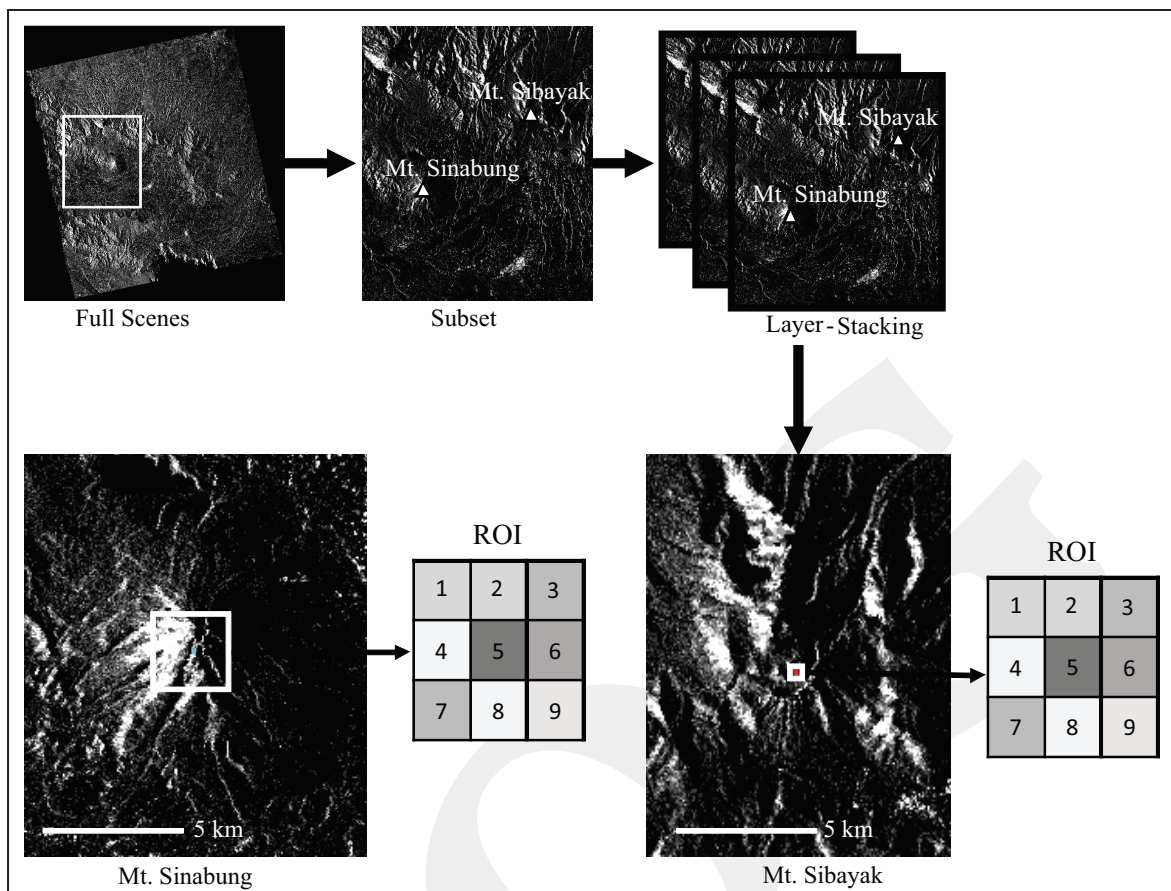 Mt. Sibayak
Mt. Sinabung
Mt. Sibayak
Mt. Sinabung
Full Scenes
Subset
Layer-Stacking
ROI
1 2 3
4 5 6
7 8 9
5 km
Mt. Sinabung
ROI
1 2 3
4 5 6
7 8 9
5 km
Mt. Sibayak